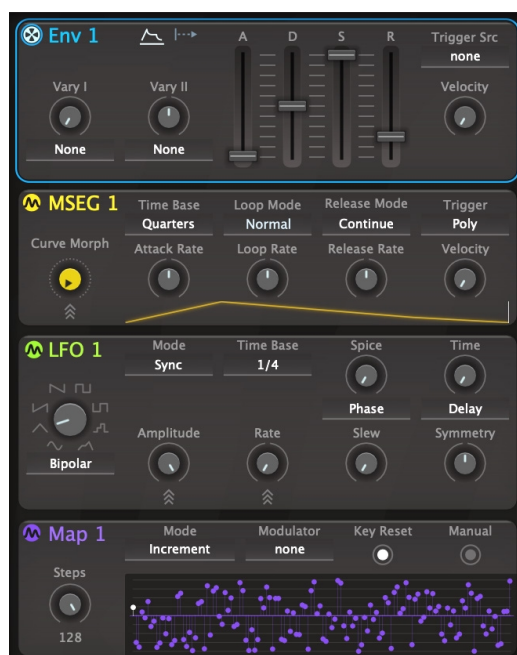 Env 1
A D S R
Trigger Src
none
Vary I
Vary II
Velocity
None
None
MSEG 1
Time Base
Loop Mode
Release Mode
Trigger
Quarters
Normal
Continue
Poly
Curve Morph
Attack Rate
Loop Rate
Release Rate
Velocity
LFO 1
Mode
Time Base
Spice
Time
Sync
1/4
Phase
Delay
Amplitude
Rate
Slew
Symmetry
Bipolar
Map 1
Mode
Modulator
Key Reset
Manual
Increment
none
Steps
128